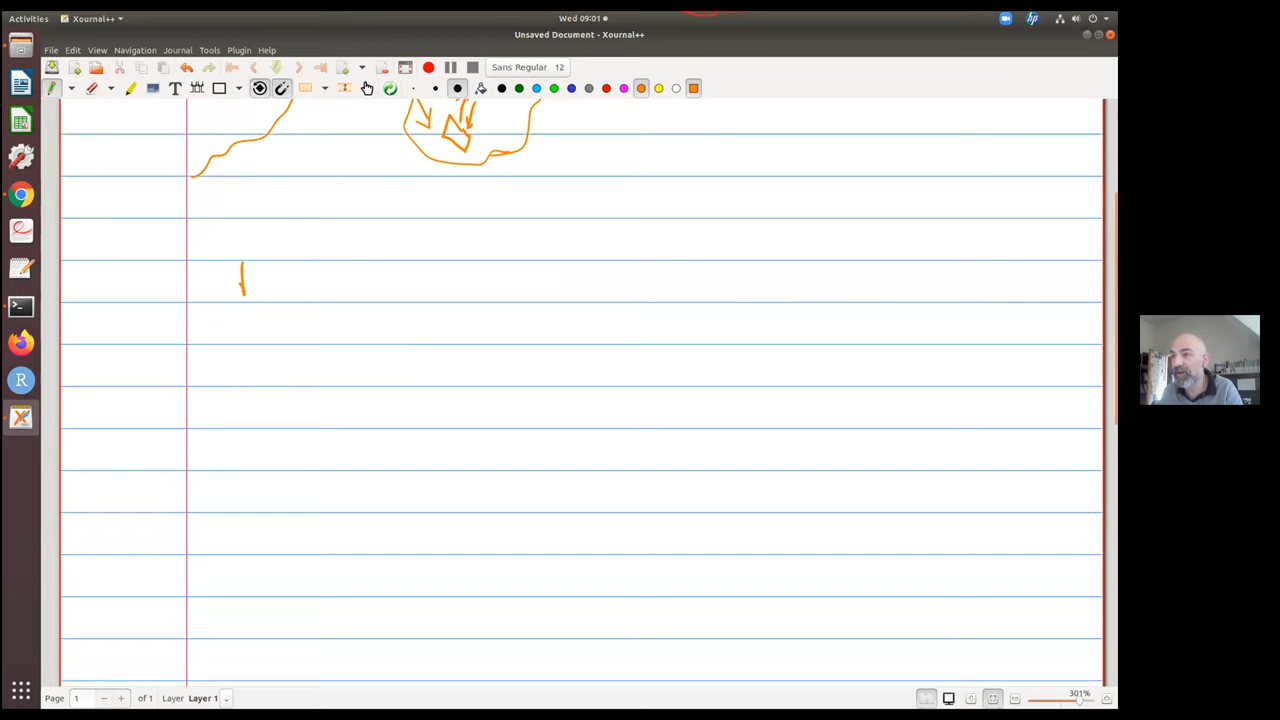 Activities Xournal++ Wed 09:01
Unsaved Document - Xournal++
File Edit View Navigation Journal Tools Plugin Help
Sans Regular 12
Page 1 of 1 Layer Layer 1 301%